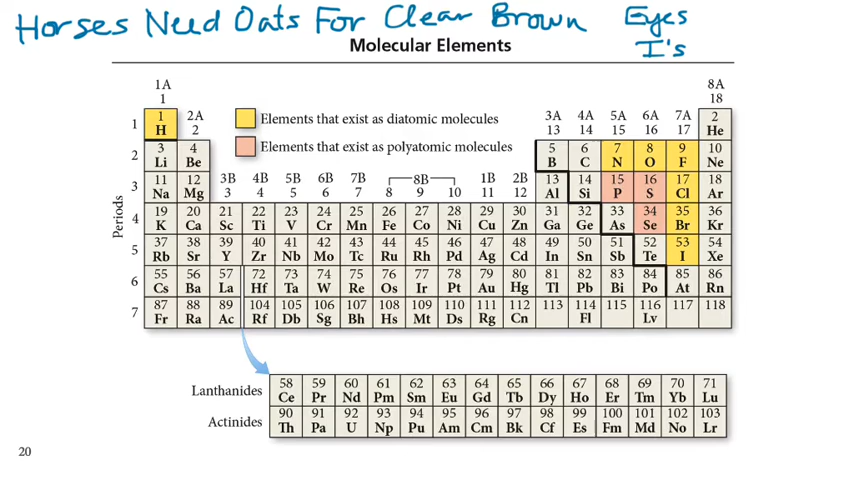 Horses Need Oats For Clear Brown Eyes
I's
Molecular Elements
1A 8A
1 18
1 2A Elements that exist as diatomic molecules 3A 4A 5A 6A 7A 2
H 2 Elements that exist as polyatomic molecules 13 14 15 16 17 He
Periods
1
2
3 4 5 6 7 8 9 10
Li Be B C N O F Ne
3B 4B 5B 6B 7B 8B 1B 2B
3 4 5 6 7 8 9 10 11 12
3
11 12 13 14 15 16 17 18
Na Mg Al Si P S Cl Ar
4
19 20 21 22 23 24 25 26 27 28 29 30 31 32 33 34 35 36
K Ca Sc Ti V Cr Mn Fe Co Ni Cu Zn Ga Ge As Se Br Kr
5
37 38 39 40 41 42 43 44 45 46 47 48 49 50 51 52 53 54
Rb Sr Y Zr Nb Mo Tc Ru Rh Pd Ag Cd In Sn Sb Te I Xe
6
55 56 57 72 73 74 75 76 77 78 79 80 81 82 83 84 85 86
Cs Ba La Hf Ta W Re Os Ir Pt Au Hg Tl Pb Bi Po At Rn
7
87 88 89 104 105 106 107 108 109 110 111 112 113 114 115 116 117 118
Fr Ra Ac Rf Db Sg Bh Hs Mt Ds Rg Cn Fl Lv
Lanthanides
58 59 60 61 62 63 64 65 66 67 68 69 70 71
Ce Pr Nd Pm Sm Eu Gd Tb Dy Ho Er Tm Yb Lu
Actinides
90 91 92 93 94 95 96 97 98 99 100 101 102 103
Th Pa U Np Pu Am Cm Bk Cf Es Fm Md No Lr
20